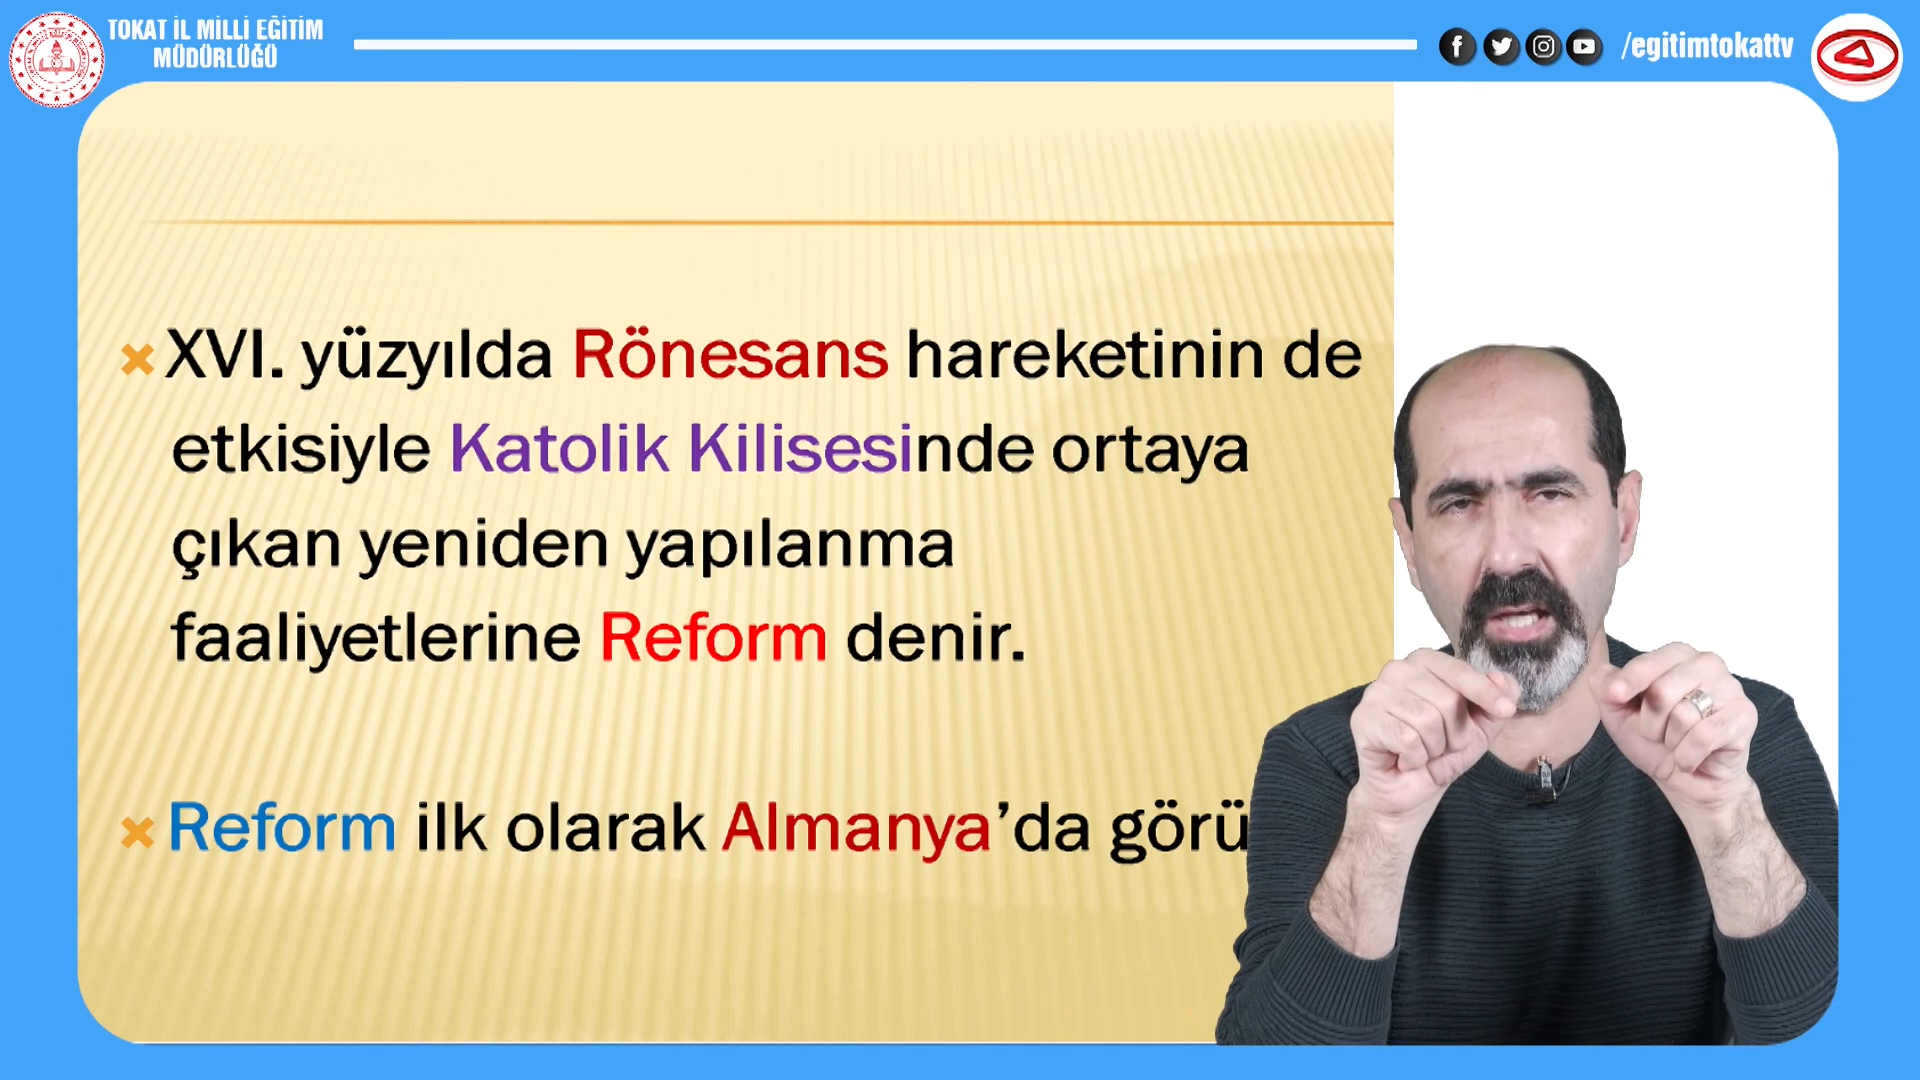 TOKAT İL MİLLİ EĞİTİM
MÜDÜRLÜĞÜ
/egitimtokattv
XVI. yüzyılda Rönesans hareketinin de
etkisiyle Katolik Kilisesinde ortaya
çıkan yeniden yapılanma
faaliyetlerine Reform denir.
Reform ilk olarak Almanya’da